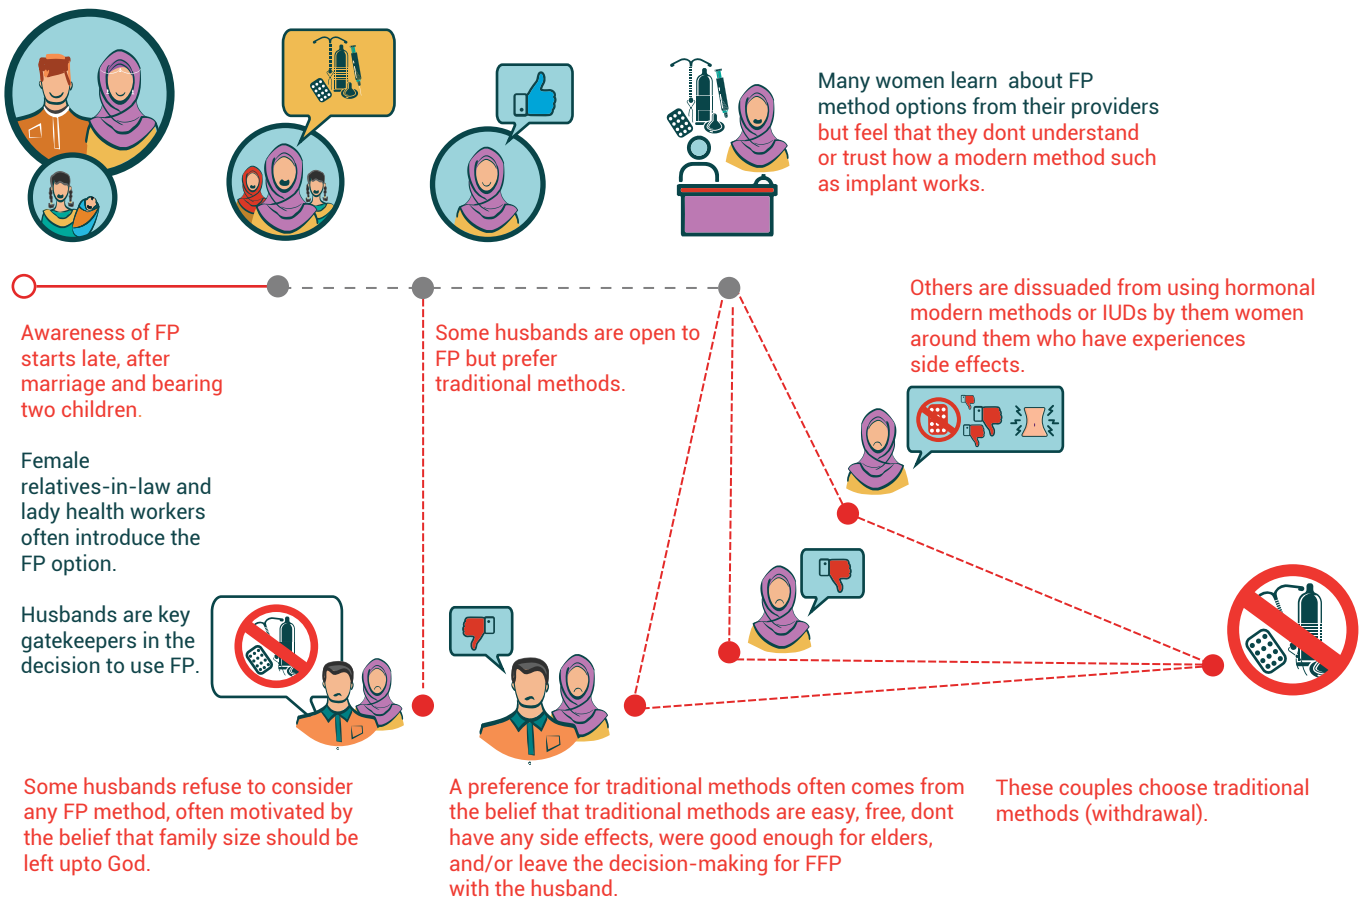 Many women learn about FP
method options from their providers
but feel that they dont understand
or trust how a modern method such
as implant works.
Awareness of FP
starts late, after
marriage and bearing
two children.
Female
relatives-in-law and
lady health workers
often introduce the
FP option.
Husbands are key
gatekeepers in the
decision to use FP.
Some husbands are open to
FP but prefer
traditional methods.
Others are dissuaded from using hormonal
modern methods or IUDs by them women
around them who have experiences
side effects.
Some husbands refuse to consider
any FP method, often motivated by
the belief that family size should be
left upto God.
A preference for traditional methods often comes from
the belief that traditional methods are easy, free, dont
have any side effects, were good enough for elders,
and/or leave the decision-making for FFP
with the husband.
These couples choose traditional
methods (withdrawal).